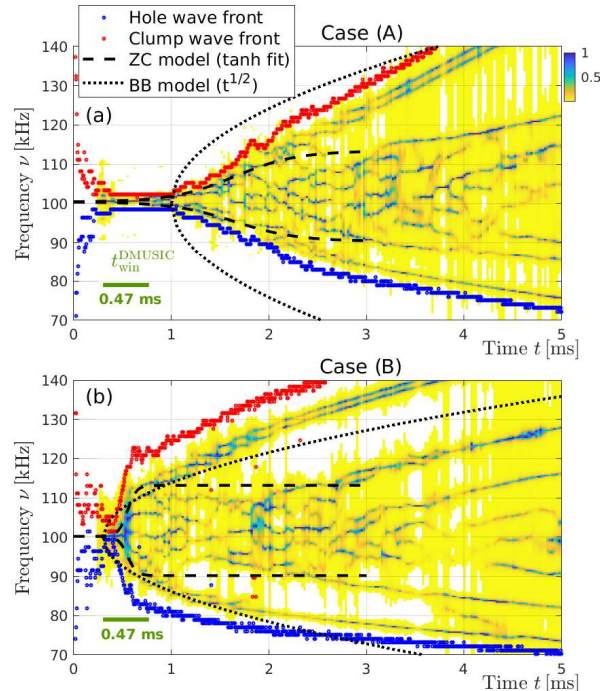 Hole wave front
Clump wave front
ZC model (tanh fit)
BB model (t^1/2)
Case (A)
1
0.5
(a)
Frequency ν [kHz]
140
130
120
110
100
90
80
70
t_win^DMUSIC
0.47 ms
0 1 2 3 4 5
Time t [ms]
Case (B)
(b)
Frequency ν [kHz]
140
130
120
110
100
90
80
70
0.47 ms
0 1 2 3 4 5
Time t [ms]